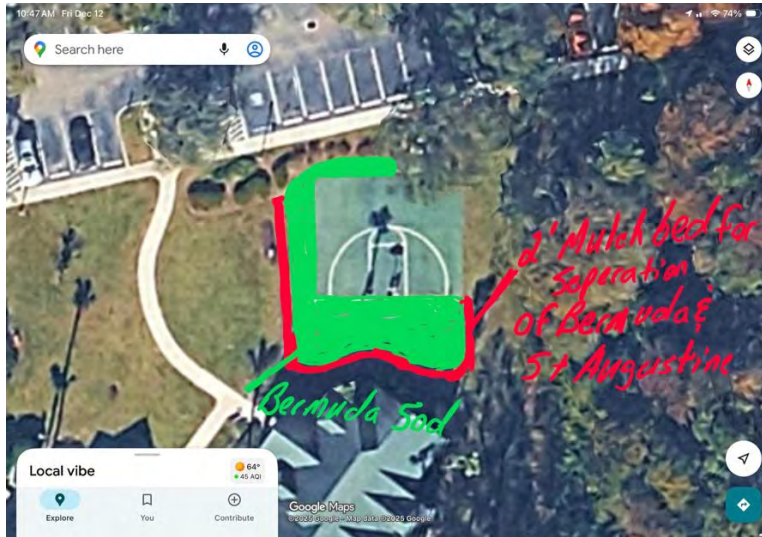 10:47 AM Fri Dec 12
74%
Search here
2' Mulch bed for
Seperation
of Bermuda &
St Augustine
Bermuda Sod
Local vibe
64°
45 AQI
Explore
You
Contribute
Google Maps
©2025 Google - Map data ©2025 Google